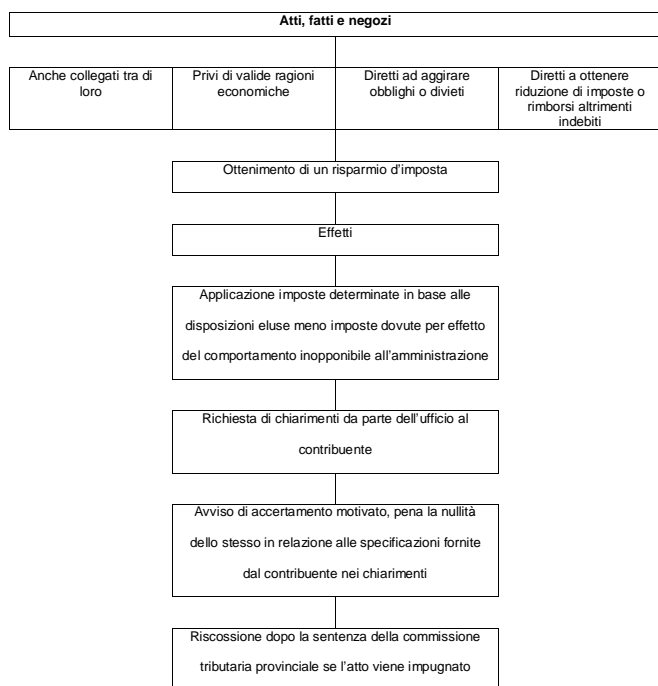 Atti, fatti e negozi
Anche collegati tra di
loro
Privi di valide ragioni
economiche
Diretti ad aggirare
obblighi o divieti
Diretti a ottenere
riduzione di imposte o
rimborsi altrimenti
indebiti
Ottenimento di un risparmio d'imposta
Effetti
Applicazione imposte determinate in base alle
disposizioni eluse meno imposte dovute per effetto
del comportamento inopponibile all'amministrazione
Richiesta di chiarimenti da parte dell'ufficio al
contribuente
Avviso di accertamento motivato, pena la nullità
dello stesso in relazione alle specificazioni fornite
dal contribuente nei chiarimenti
Riscossione dopo la sentenza della commissione
tributaria provinciale se l'atto viene impugnato